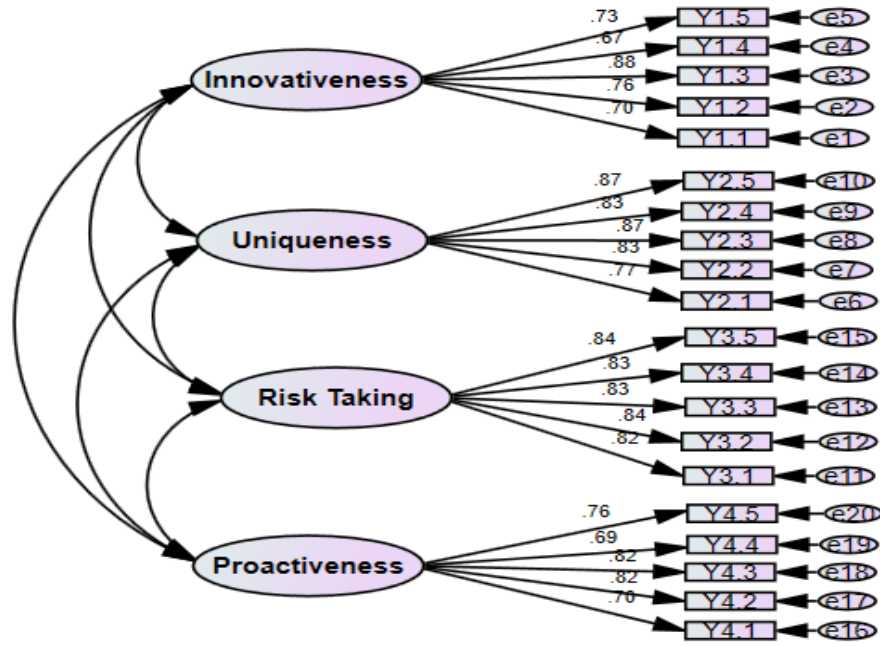 .73 Y1.5 e5
.67 Y1.4 e4
Innovativeness .88 Y1.3 e3
.76 Y1.2 e2
.70 Y1.1 e1
.87 Y2.5 e10
.83 Y2.4 e9
Uniqueness .87 Y2.3 e8
.83 Y2.2 e7
.77 Y2.1 e6
.84 Y3.5 e15
.83 Y3.4 e14
Risk Taking .83 Y3.3 e13
.84 Y3.2 e12
.82 Y3.1 e11
.76 Y4.5 e20
.69 Y4.4 e19
Proactiveness .82 Y4.3 e18
.82 Y4.2 e17
.70 Y4.1 e16